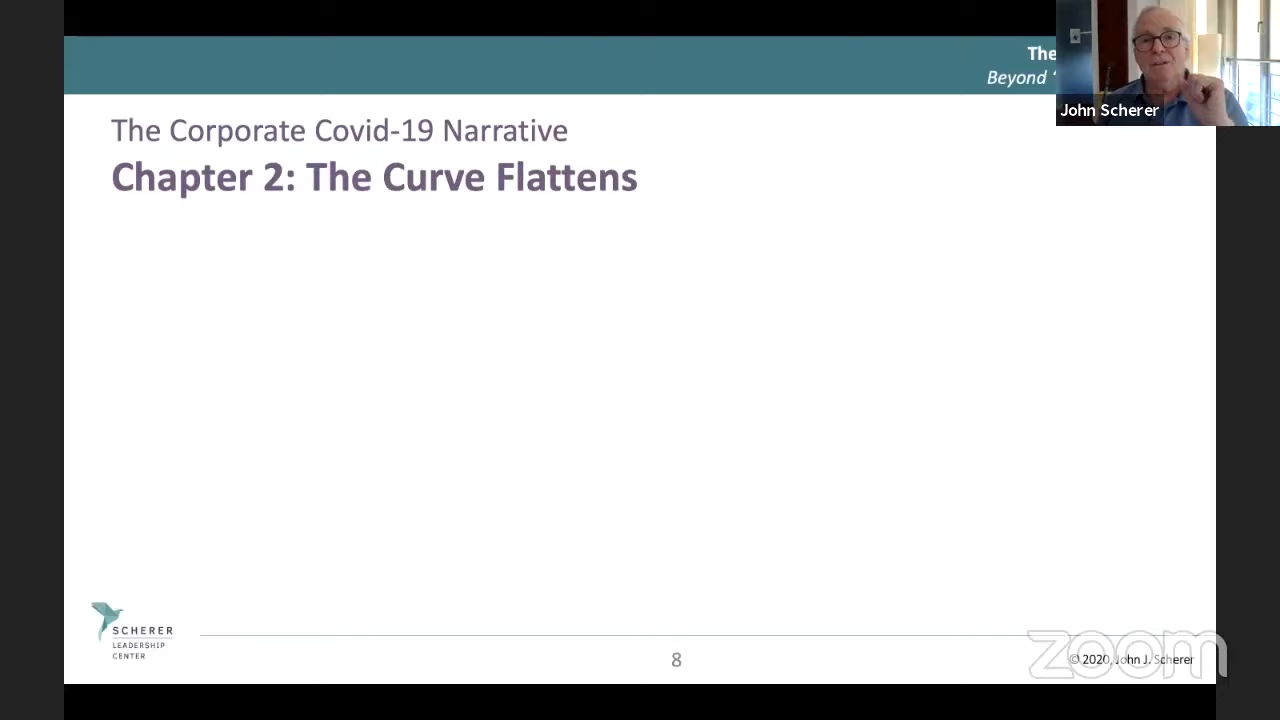 The
Beyond ‘
John Scherer
The Corporate Covid-19 Narrative
Chapter 2: The Curve Flattens
SCHERER
LEADERSHIP
CENTER
8
© 2020, John J. Scherer
zoom